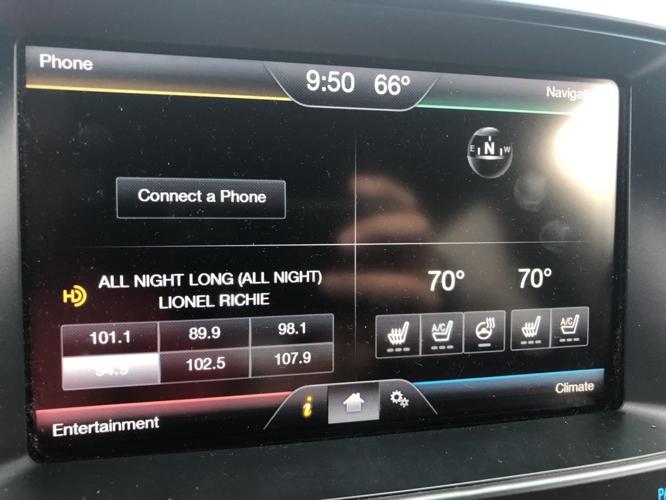 Phone
9:50 66°
E N W
Connect a Phone
HD
ALL NIGHT LONG (ALL NIGHT)
LIONEL RICHIE
70° 70°
101.1 89.9 98.1
A/C A/C
102.5 107.9
i
Climate
Entertainment